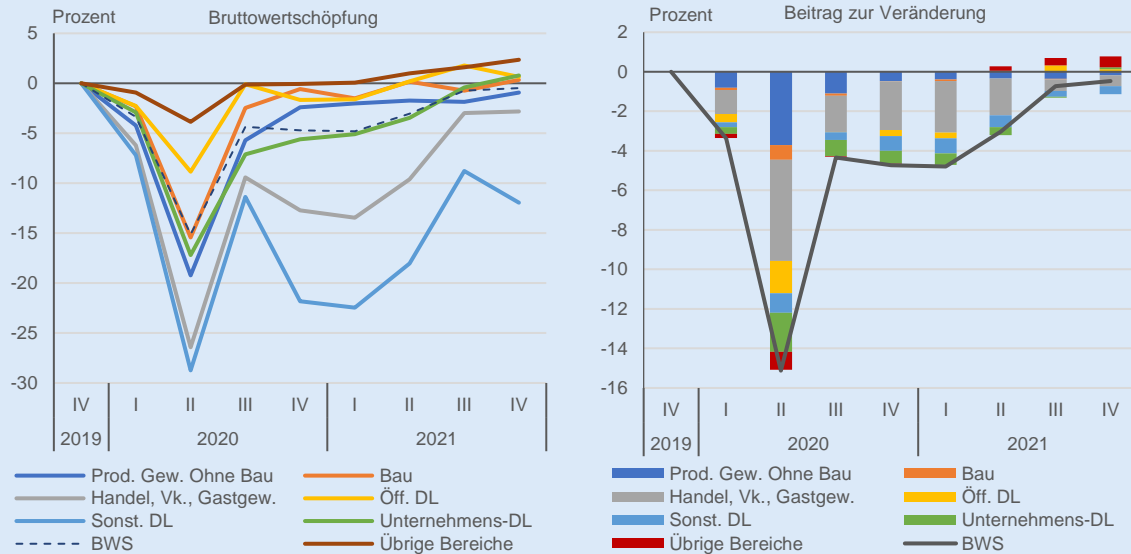 Prozent
Bruttowertschöpfung
5
0
-5
-10
-15
-20
-25
-30
IV I II III IV I II III IV
2019 2020 2021
Prod. Gew. Ohne Bau Bau
Handel, Vk., Gastgew. Öff. DL
Sonst. DL Unternehmens-DL
BWS Übrige Bereiche
Prozent
Beitrag zur Veränderung
2
0
-2
-4
-6
-8
-10
-12
-14
-16
IV I II III IV I II III IV
2019 2020 2021
Prod. Gew. Ohne Bau Bau
Handel, Vk., Gastgew. Öff. DL
Sonst. DL Unternehmens-DL
Übrige Bereiche BWS